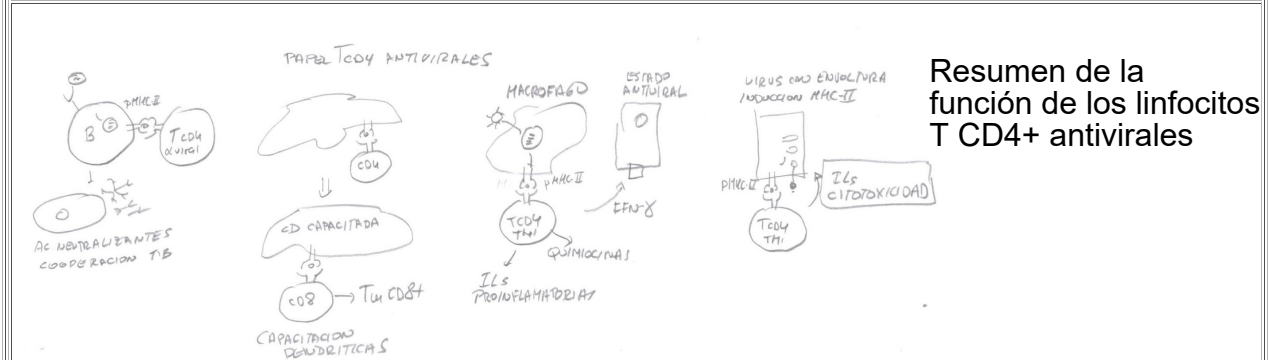 PAPEL TCD4 ANTIVIRALES
Resumen de la
función de los linfocitos
T CD4+ antivirales
pMHC-II
B
TCD4
αviral
AC NEUTRALIZANTES
COOPERACION T-B
CD4
CD CAPACITADA
CD8
CD8+
CAPACITACION
DENDRITICAS
MACROFAGO
pMHC-II
TCD4
TH1
QUIMIOCINAS
ILs
PROINFLAMATORIAS
ESTADO
ANTIVIRAL
IFN-γ
VIRUS CON ENVOLTURA
INDUCCION MHC-II
pMHC-II
TCD4
TH1
ILs
CITOTOXICIDAD